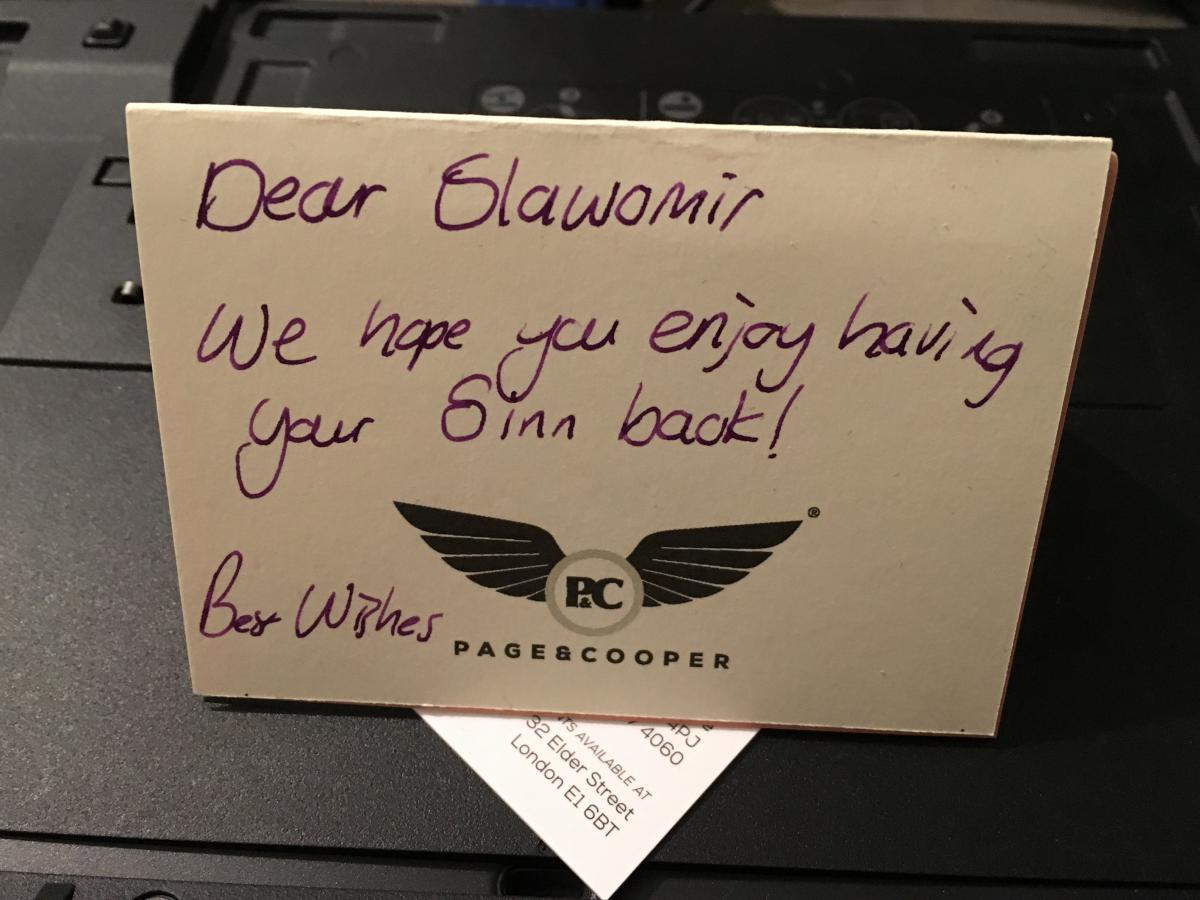 Dear Slawomir
We hope you enjoy having
your Sinn back!
Best Wishes
P&C
®
PAGE&COOPER
4PJ
4060
TS AVAILABLE AT
32 Elder Street
London E1 6BT